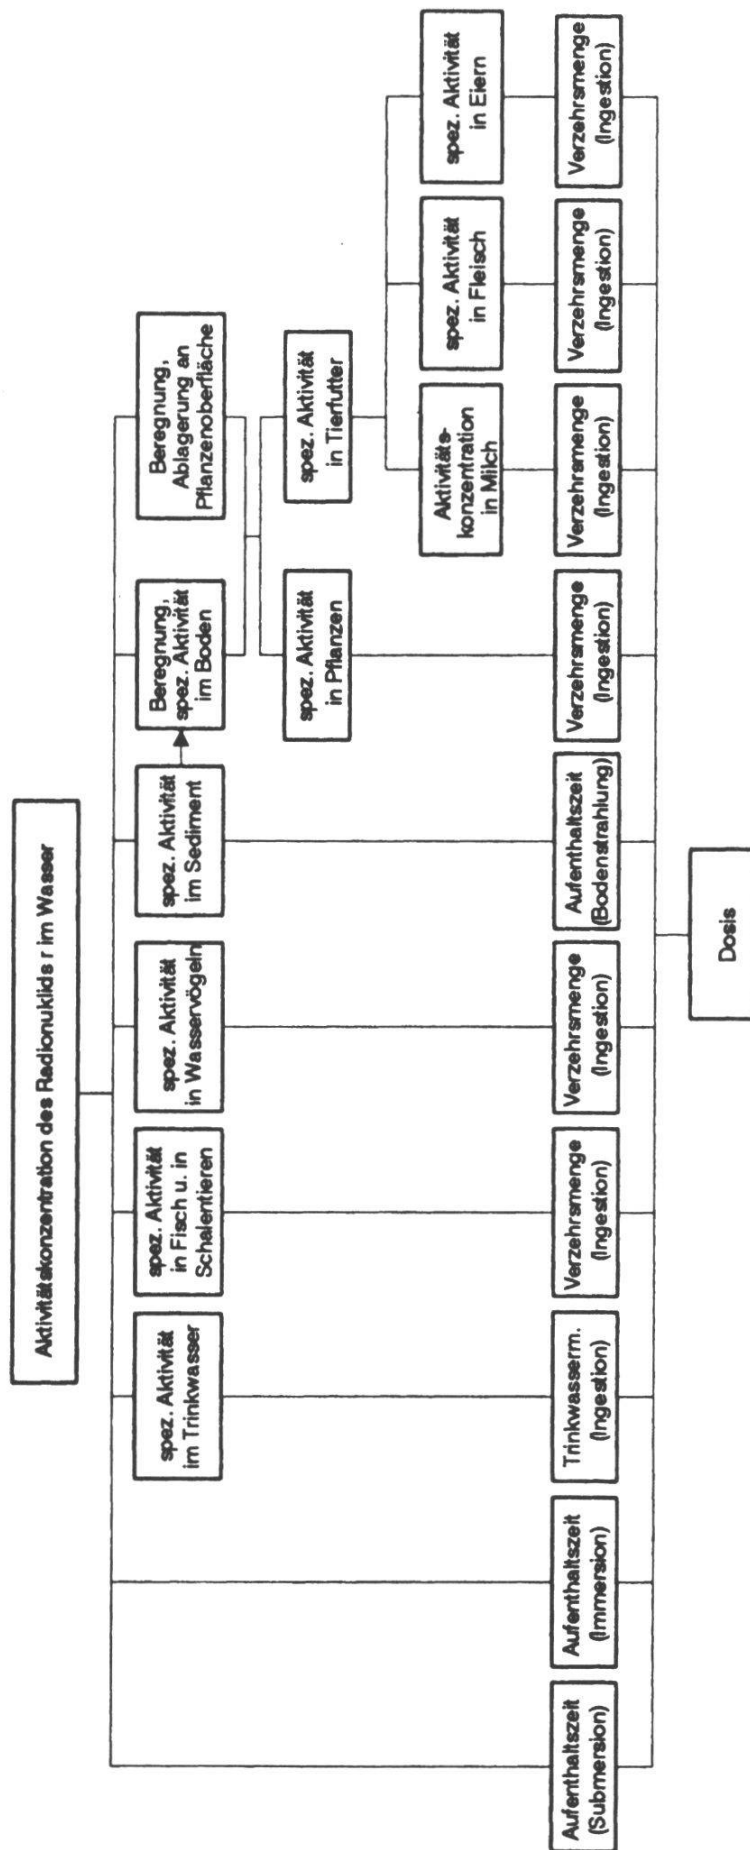 Aktivitätskonzentration des Radionuklids r im Wasser
spez. Aktivität
im Trinkwasser
spez. Aktivität
in Fisch u. in
Schalentieren
spez. Aktivität
in Wasservögeln
spez. Aktivität
im Sediment
Beregnung,
spez. Aktivität
im Boden
Beregnung,
Ablagerung an
Pflanzenoberfläche
spez. Aktivität
in Pflanzen
spez. Aktivität
in Tierfutter
Aktivitäts-
konzentration
in Milch
spez. Aktivität
in Fleisch
spez. Aktivität
in Eiern
Aufenthaltszeit
(Submersion)
Aufenthaltszeit
(Immersion)
Trinkwasserm.
(Ingestion)
Verzehrsmenge
(Ingestion)
Verzehrsmenge
(Ingestion)
Aufenthaltszeit
(Bodenstrahlung)
Verzehrsmenge
(Ingestion)
Verzehrsmenge
(Ingestion)
Verzehrsmenge
(Ingestion)
Verzehrsmenge
(Ingestion)
Dosis